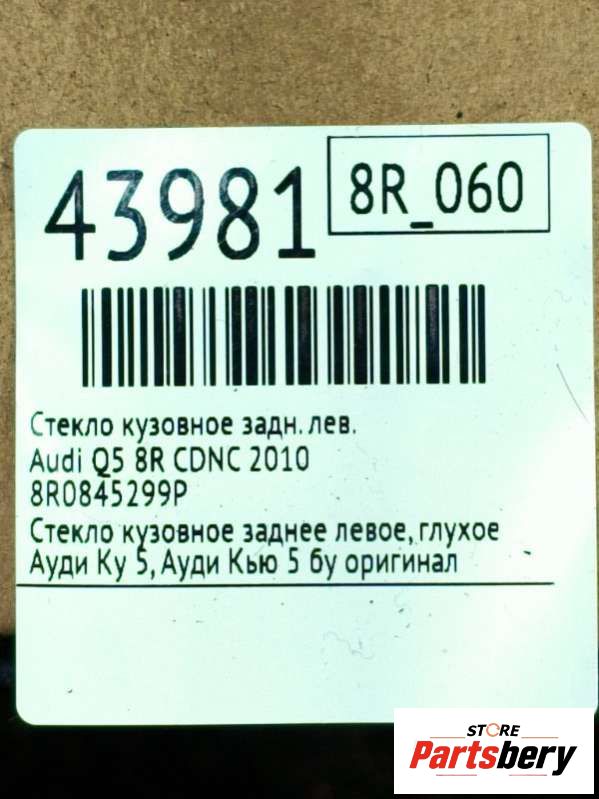 43981
8R_060
Стекло кузовное задн. лев.
Audi Q5 8R CDNC 2010
8R0845299P
Стекло кузовное заднее левое, глухое
Ауди Ку 5, Ауди Кью 5 бу оригинал
STORE
Partsbery